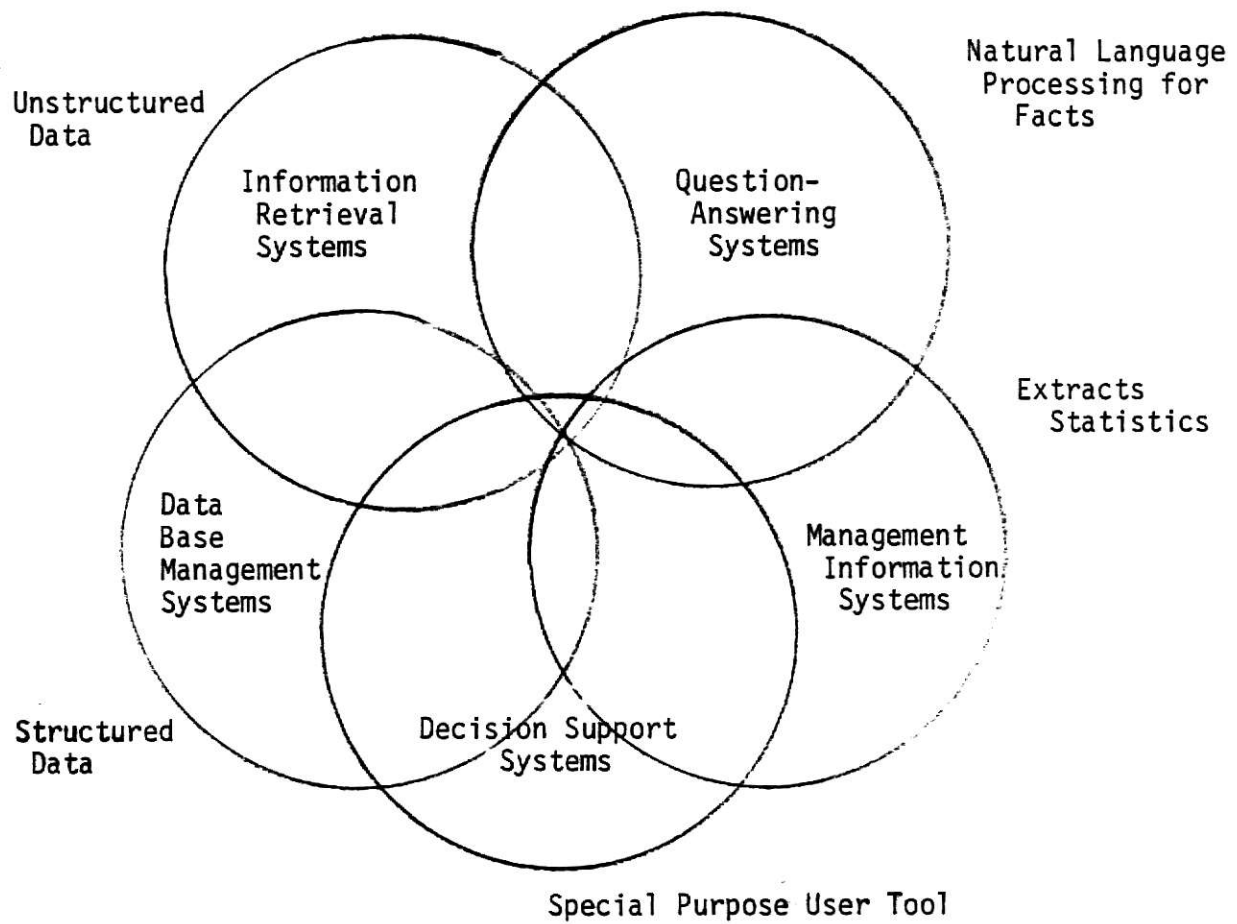 Unstructured
Data
Natural Language
Processing for
Facts
Information
Retrieval
Systems
Question-
Answering
Systems
Extracts
Statistics
Data
Base
Management
Systems
Management
Information
Systems
Structured
Data
Decision Support
Systems
Special Purpose User Tool